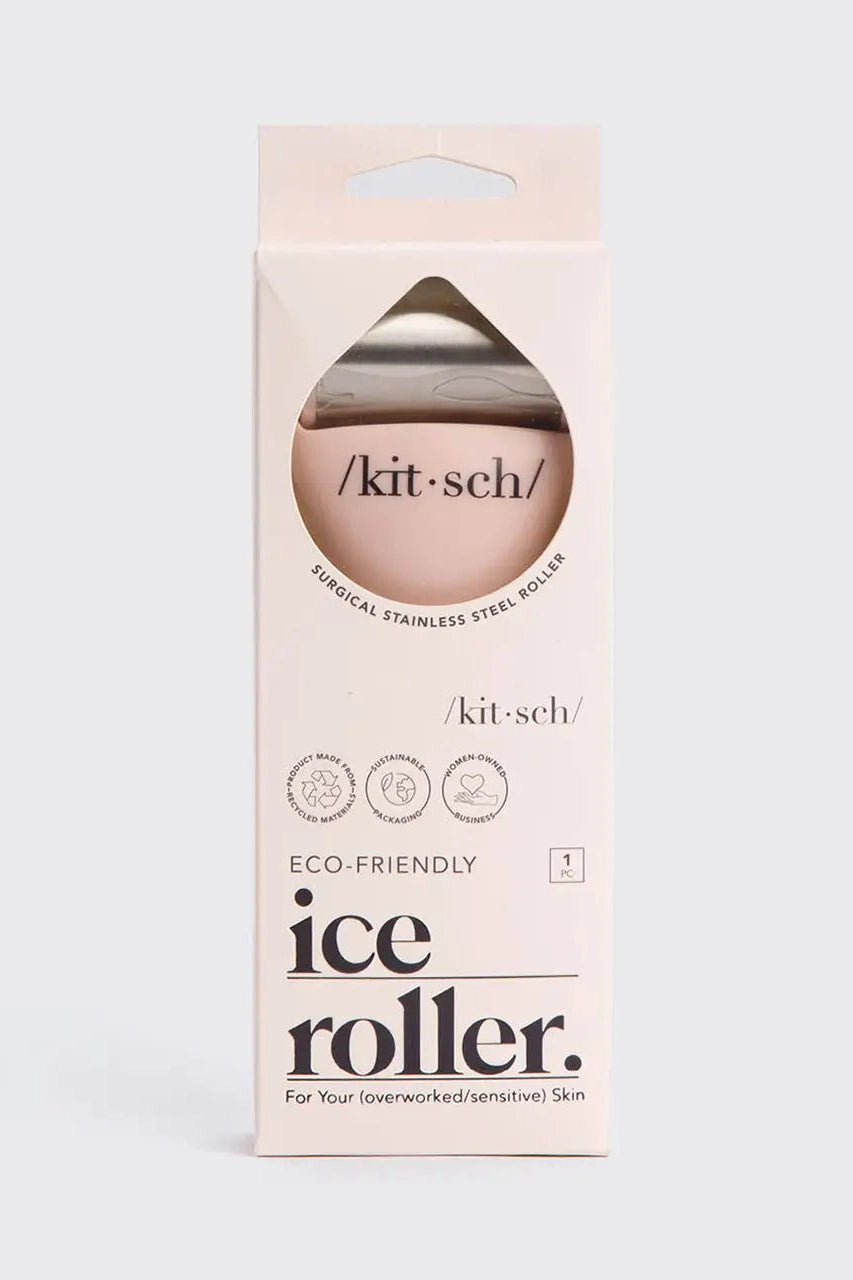 /kit·sch/
SURGICAL STAINLESS STEEL ROLLER
/kit·sch/
PRODUCT MADE FROM RECYCLED MATERIALS
SUSTAINABLE PACKAGING
WOMEN-OWNED BUSINESS
ECO-FRIENDLY
1
PC
ice
roller.
For Your (overworked/sensitive) Skin